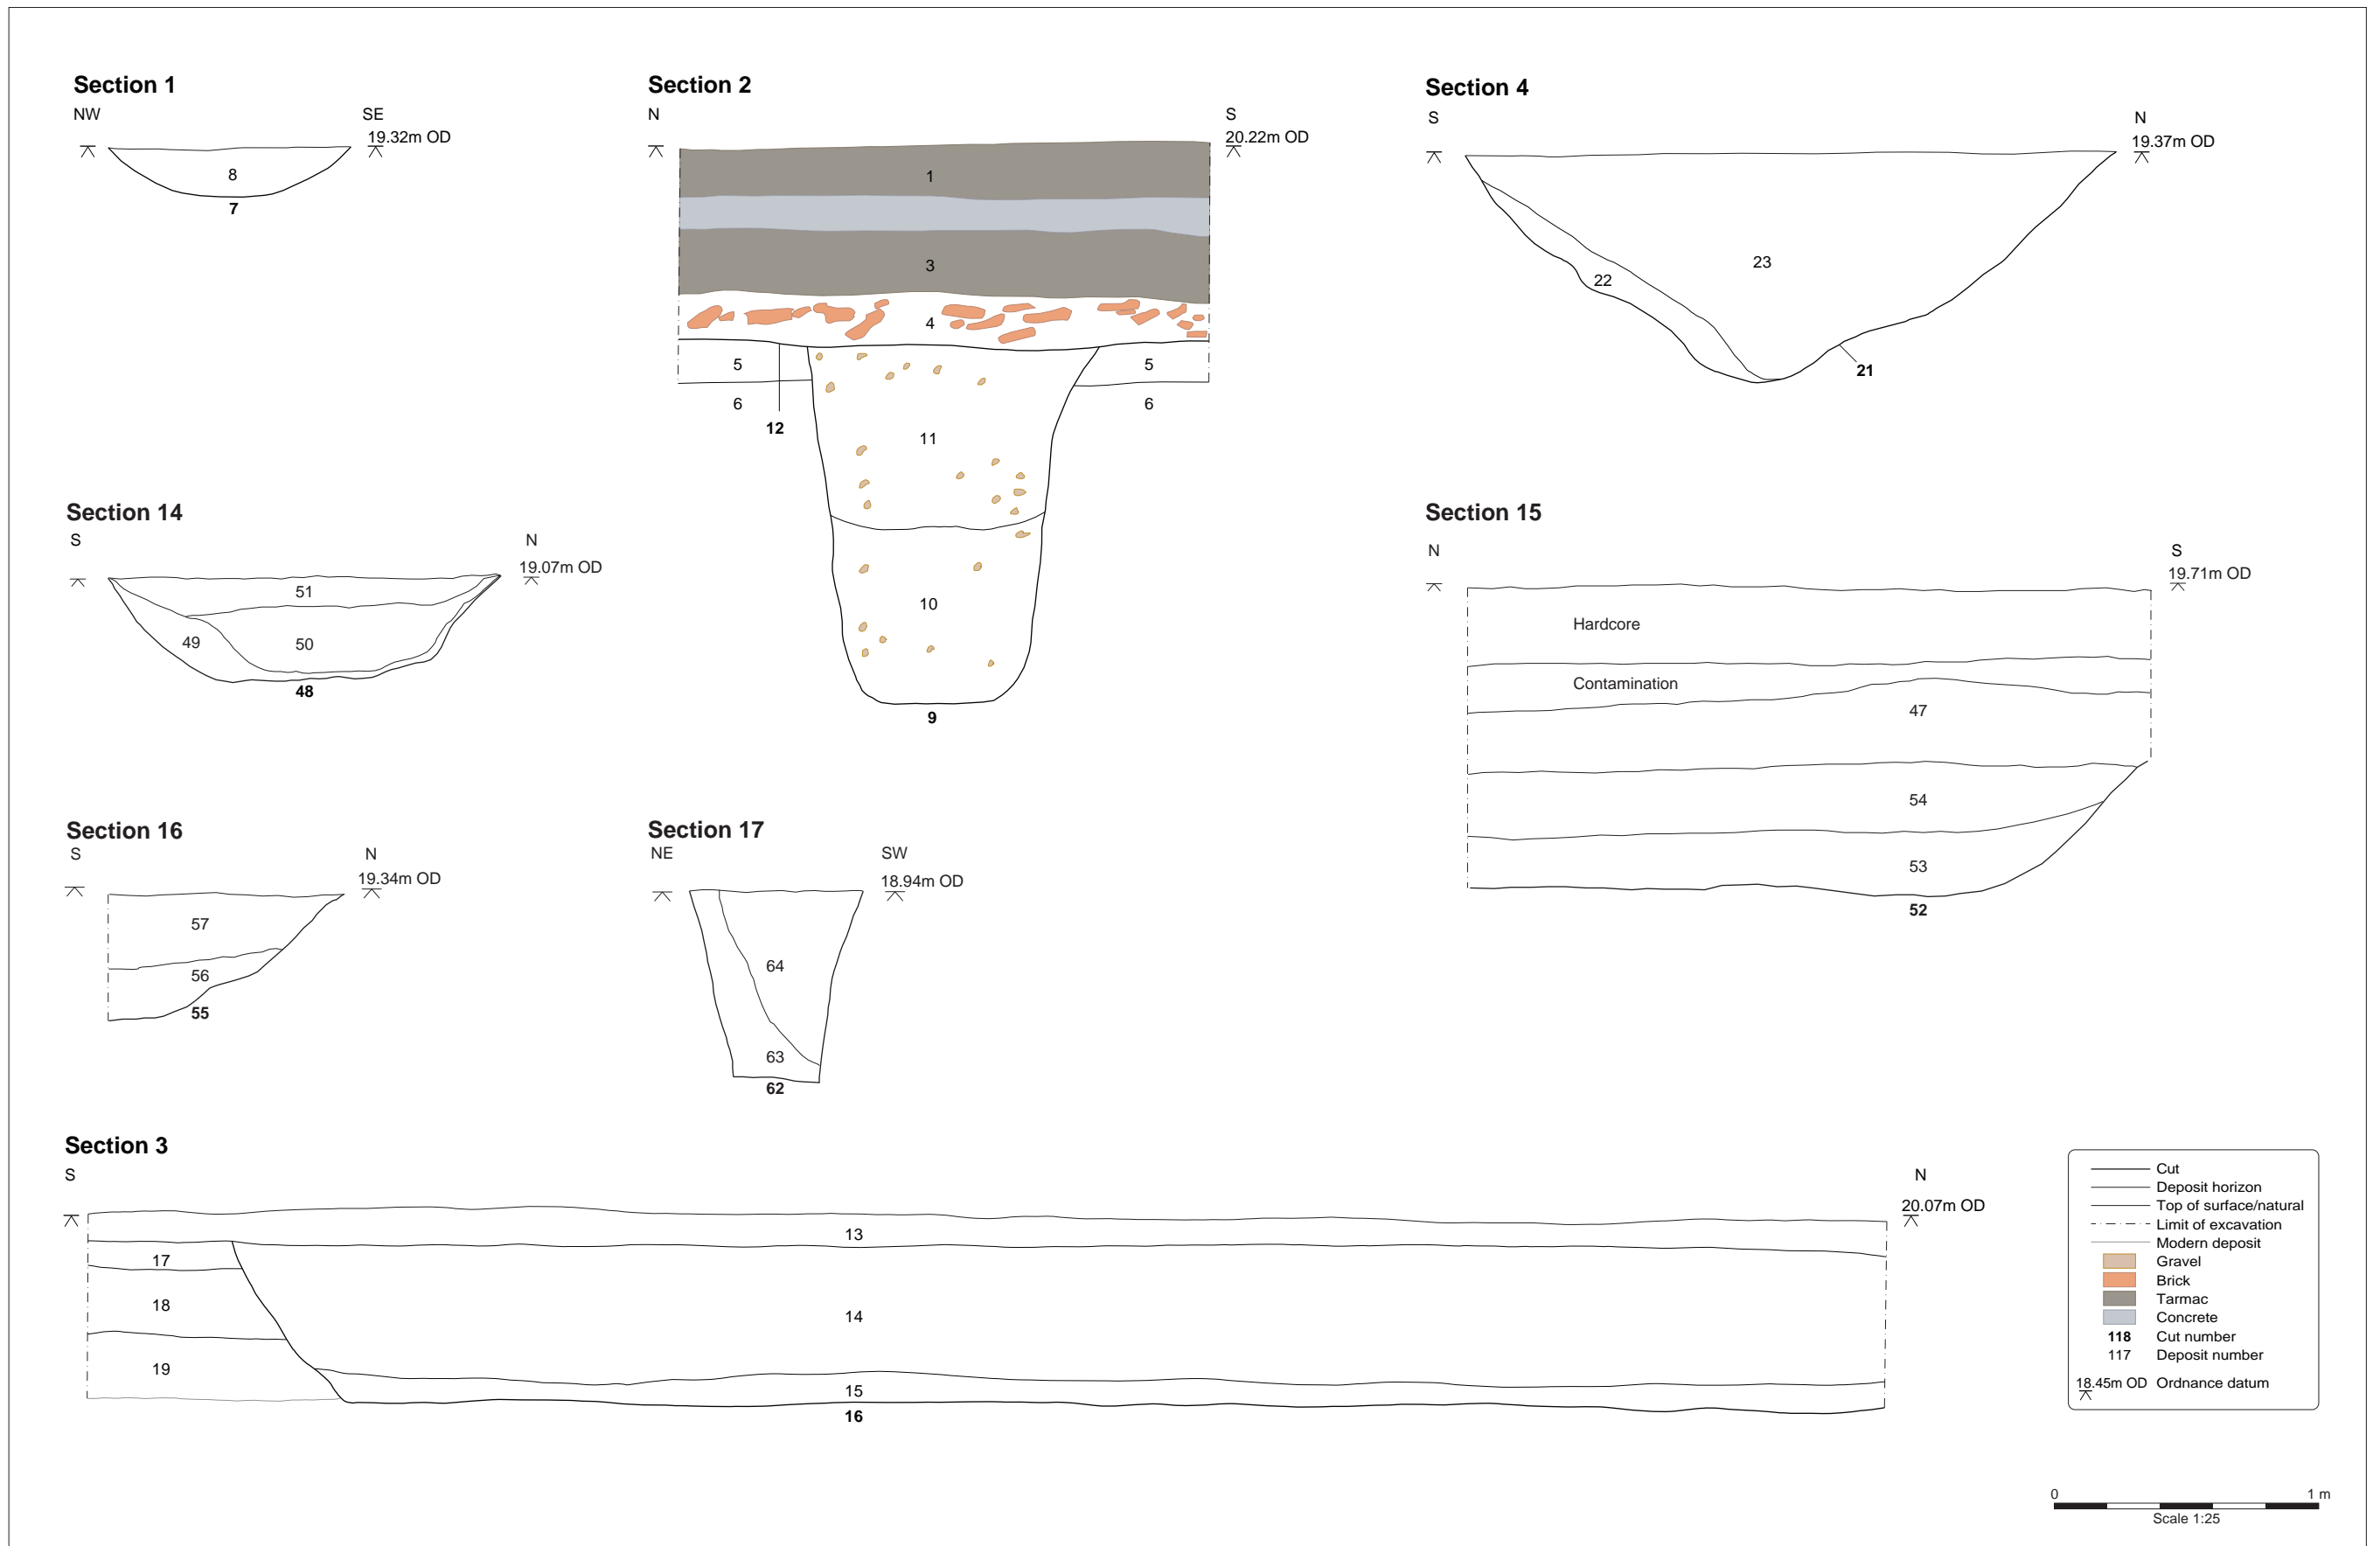 Section 1
NW
SE
19.32m OD
8
7
Section 2
N
S
20.22m OD
1
3
4
5
5
6
6
12
11
10
9
Section 4
S
N
19.37m OD
23
22
21
Section 14
S
N
19.07m OD
51
49
50
48
Section 15
N
S
19.71m OD
Hardcore
Contamination
47
54
53
52
Section 16
S
N
19.34m OD
57
56
55
Section 17
NE
SW
18.94m OD
64
63
62
Section 3
S
N
20.07m OD
13
17
18
14
19
15
16
Cut
Deposit horizon
Top of surface/natural
Limit of excavation
Modern deposit
Gravel
Brick
Tarmac
Concrete
118 Cut number
117 Deposit number
18.45m OD Ordnance datum
0 1 m
Scale 1:25